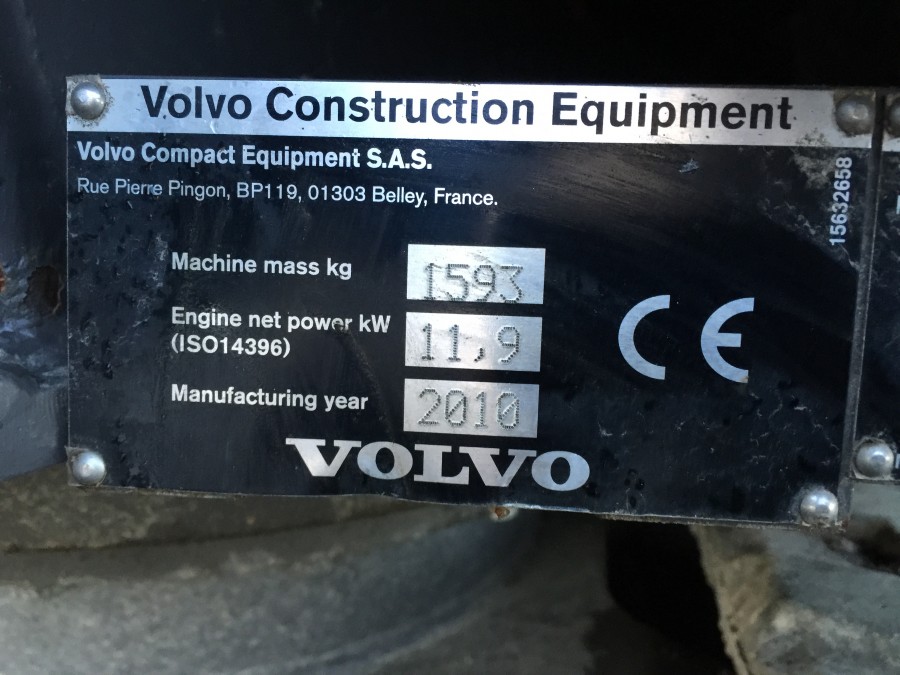 Volvo Construction Equipment
Volvo Compact Equipment S.A.S.
Rue Pierre Pingon, BP119, 01303 Belley, France.
15632658
Machine mass kg 1593
Engine net power kW
(ISO14396) 11,9
Manufacturing year 2010
CE
VOLVO